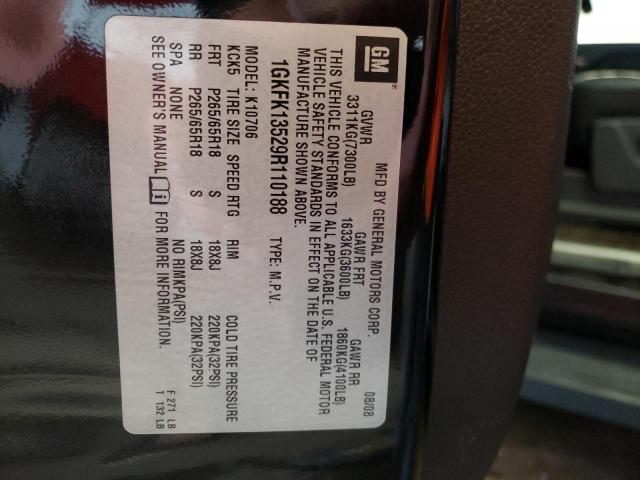 GM
MFD BY GENERAL MOTORS CORP. 08/08
GVWR GAWR FRT GAWR RR
3311KG(7300LB) 1633KG(3600LB) 1860KG(4100LB)
THIS VEHICLE CONFORMS TO ALL APPLICABLE U.S. FEDERAL MOTOR
VEHICLE SAFETY STANDARDS IN EFFECT ON THE DATE OF
MANUFACTURE SHOWN ABOVE.
1GKFK13529R110188 TYPE: M.P.V.
MODEL: K10706
KCK5 TIRE SIZE SPEED RTG RIM COLD TIRE PRESSURE
FRT P265/65R18 S 18X8J 220KPA(32PSI)
RR P265/65R18 S 18X8J 220KPA(32PSI)
SPA NONE NO RIMKPA(PSI)
SEE OWNER'S MANUAL FOR MORE INFORMATION.
F 271 LB
T 132 LB